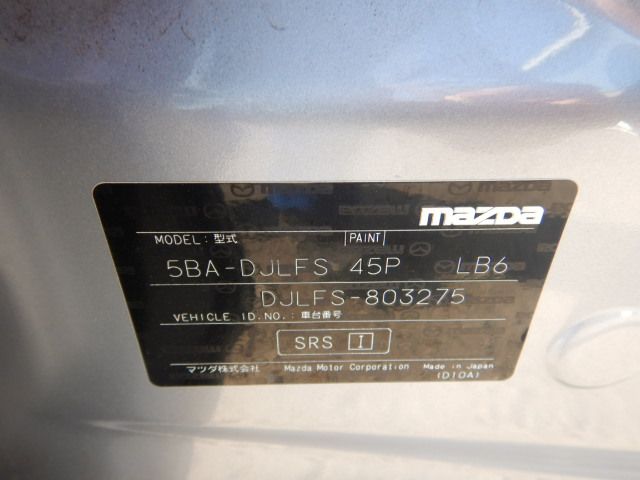 mazda
MODEL: 型式 PAINT
5BA-DJLFS 45P LB6
DJLFS-803275
VEHICLE ID.NO.: 車台番号
SRS I
マツダ株式会社 Mazda Motor Corporation Made in Japan
(D10A)